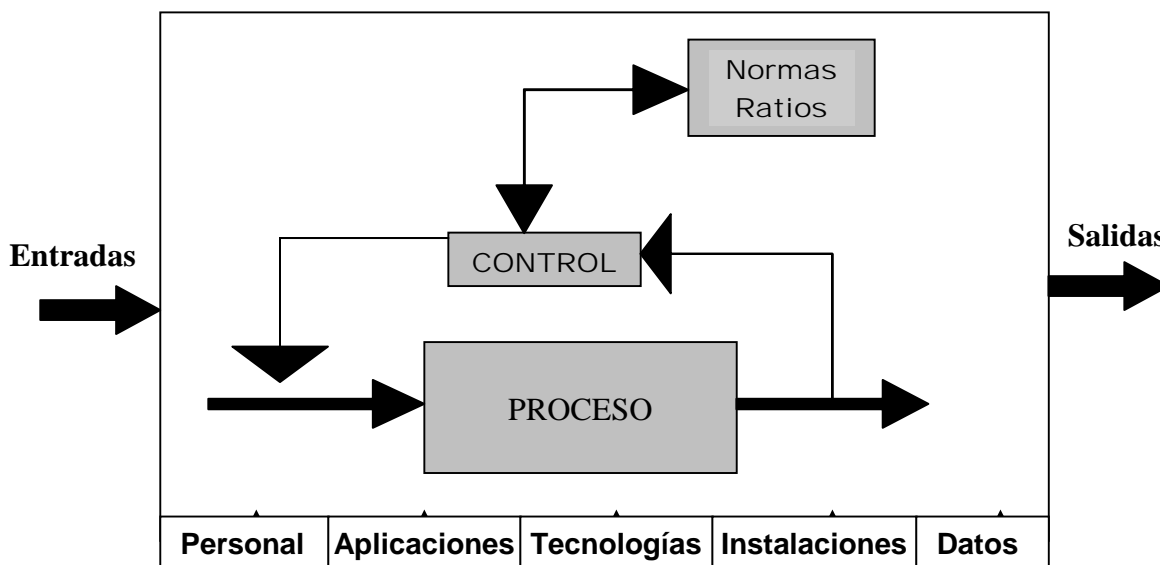 Normas
Ratios
Entradas
Salidas
CONTROL
PROCESO
Personal
Aplicaciones
Tecnologías
Instalaciones
Datos